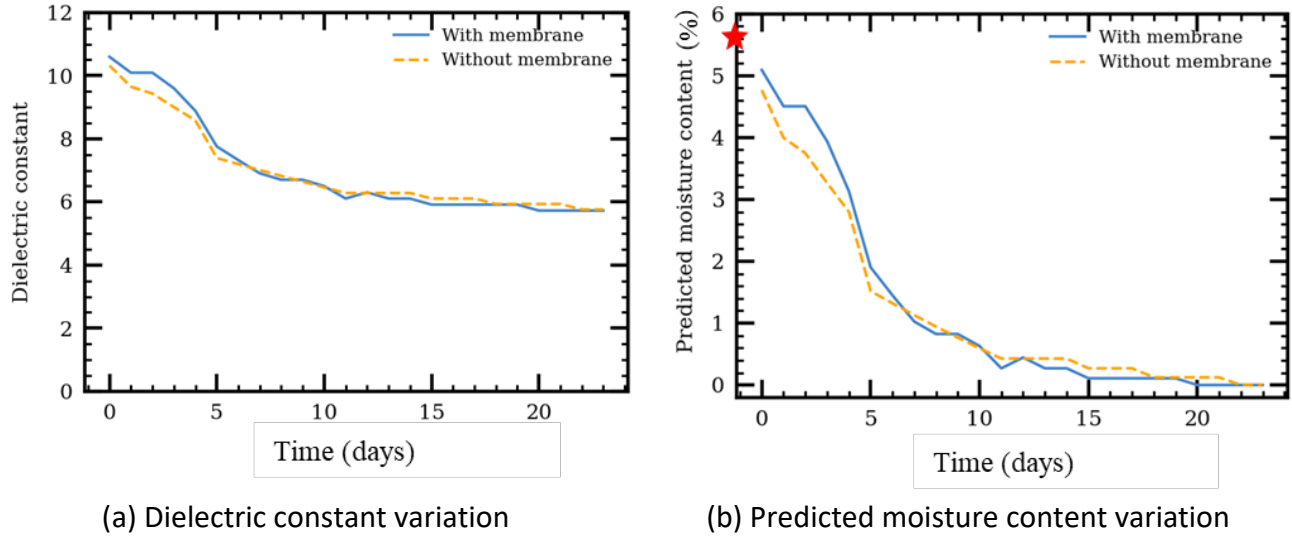 12
10
8
6
4
2
0
Dielectric constant
With membrane
Without membrane
0 5 10 15 20
Time (days)
(a) Dielectric constant variation
6
5
4
3
2
1
0
Predicted moisture content (%)
With membrane
Without membrane
0 5 10 15 20
Time (days)
(b) Predicted moisture content variation